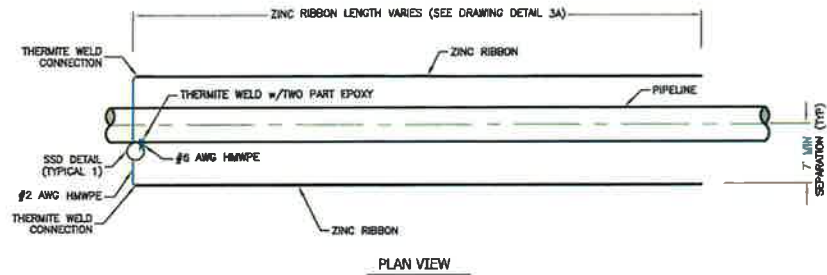 ZINC RIBBON LENGTH VARIES (SEE DRAWING DETAIL 3A)
THERMITE WELD
CONNECTION
ZINC RIBBON
THERMITE WELD w/TWO PART EPOXY
PIPELINE
SSD DETAIL
(TYPICAL 1)
#6 AWG HMWPE
7' MIN
SEPARATION (TYP)
#2 AWG HMWPE
THERMITE WELD
CONNECTION
ZINC RIBBON
PLAN VIEW